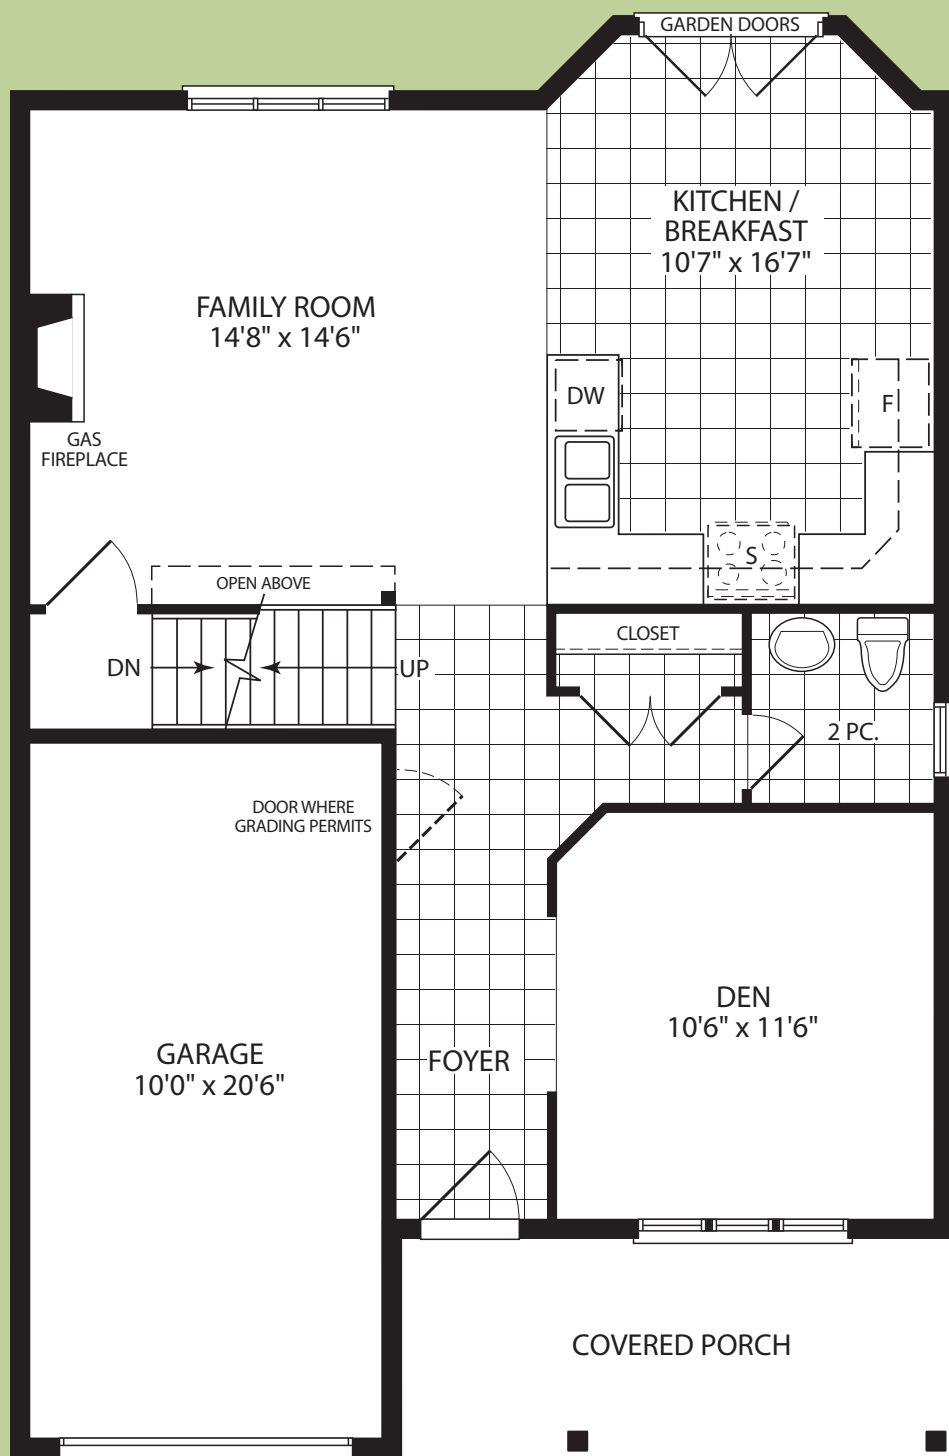 GARDEN DOORS
KITCHEN /
BREAKFAST
10'7" x 16'7"
FAMILY ROOM
14'8" x 14'6"
DW
F
GAS
FIREPLACE
S
OPEN ABOVE
CLOSET
DN
UP
2 PC.
DOOR WHERE
GRADING PERMITS
DEN
10'6" x 11'6"
GARAGE
10'0" x 20'6"
FOYER
COVERED PORCH